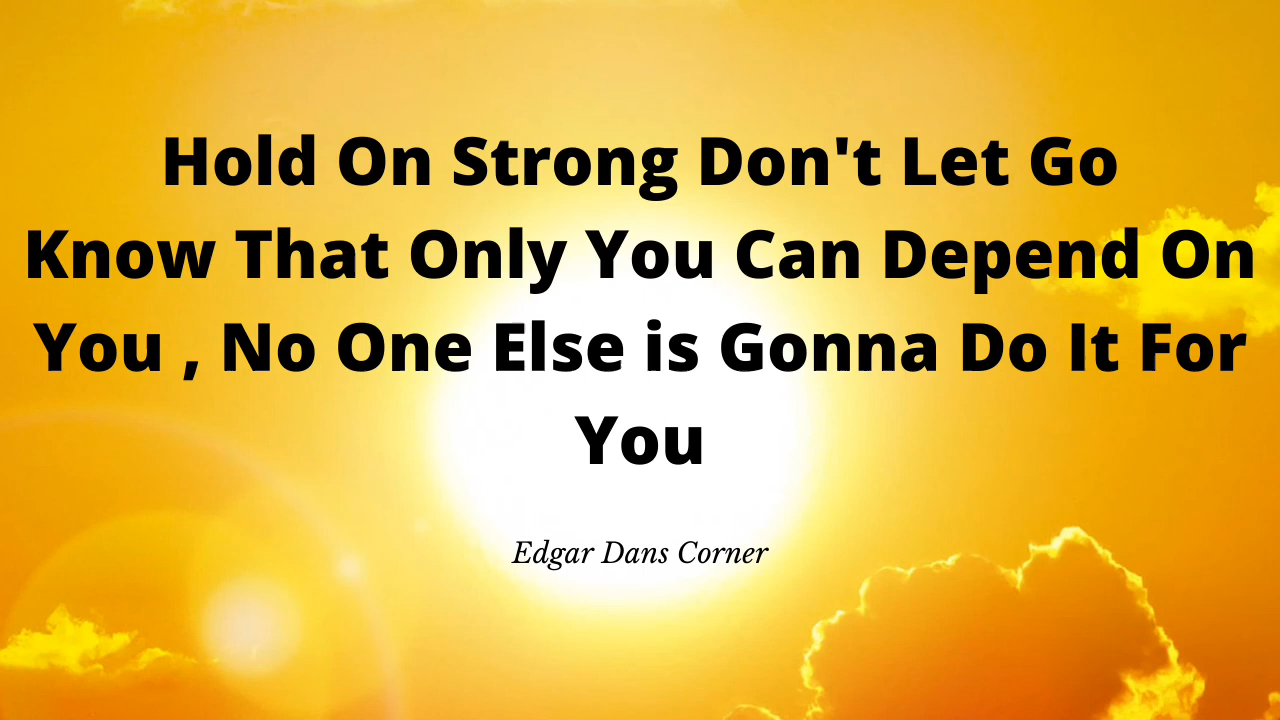 Hold On Strong Don't Let Go
Know That Only You Can Depend On
You , No One Else is Gonna Do It For
You
Edgar Dans Corner